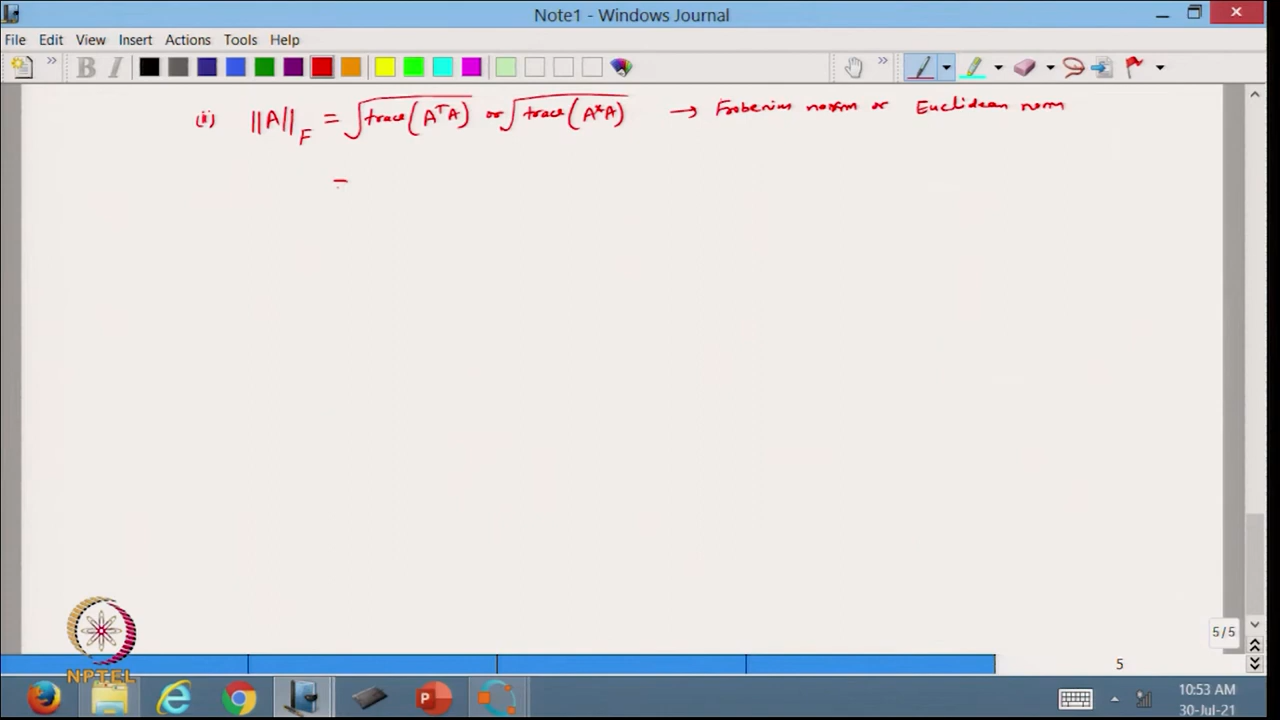 Note1 - Windows Journal
File Edit View Insert Actions Tools Help
B I
(ii) ||A||_F = √trace(AᵀA) or √trace(A*A) → Frobenius norm or Euclidean norm
=
5/5
5
NPTEL
10:53 AM
30-Jul-21